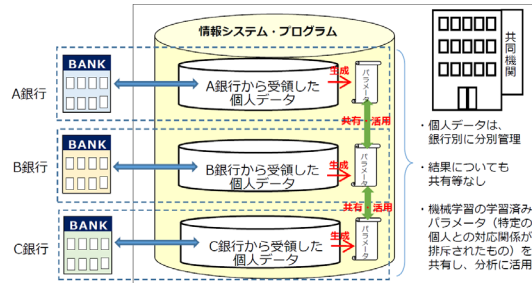 情報システム・プログラム
共同機関
BANK
A銀行
A銀行から受領した
個人データ
生成
パラメータ
共有・活用
BANK
B銀行
B銀行から受領した
個人データ
生成
パラメータ
共有・活用
BANK
C銀行
C銀行から受領した
個人データ
生成
パラメータ
・個人データは、
銀行別に分別管理
・結果についても
共有等なし
・機械学習の学習済み
パラメータ（特定の
個人との対応関係が
排斥されたもの）を
共有し、分析に活用